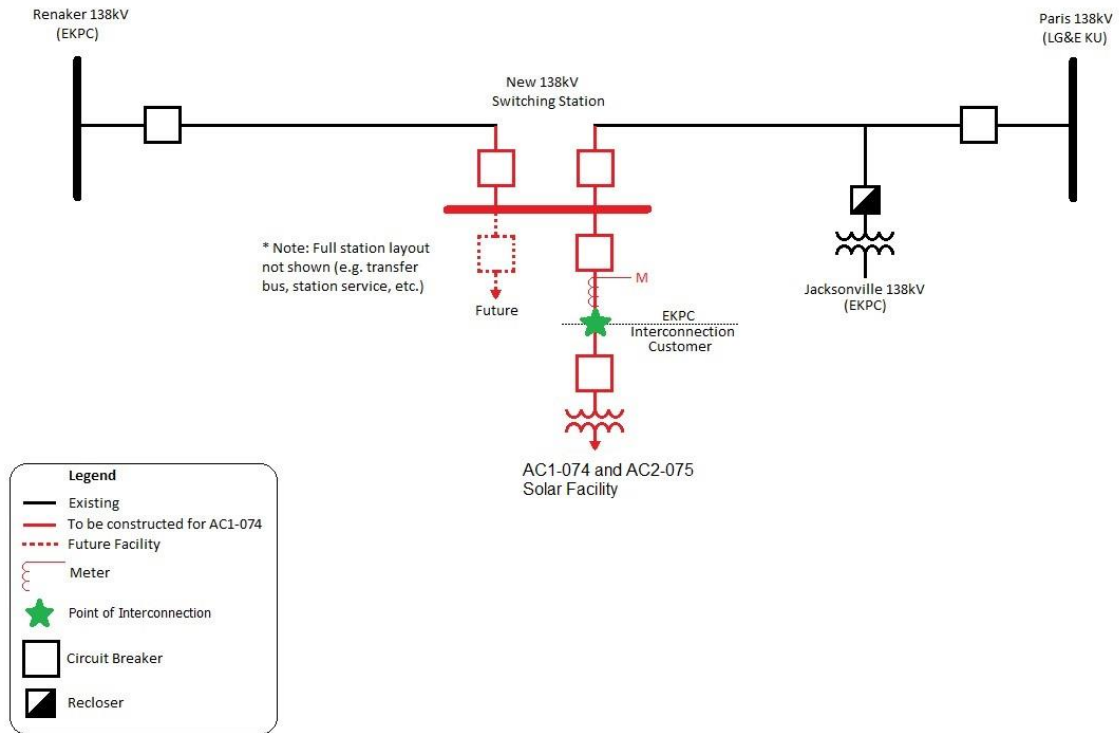 Renaker 138kV
(EKPC)
Paris 138kV
(LG&E KU)
New 138kV
Switching Station
* Note: Full station layout
not shown (e.g. transfer
bus, station service, etc.)
M
Future
EKPC
Interconnection
Customer
Jacksonville 138kV
(EKPC)
AC1-074 and AC2-075
Solar Facility
Legend
Existing
To be constructed for AC1-074
Future Facility
Meter
Point of Interconnection
Circuit Breaker
Recloser